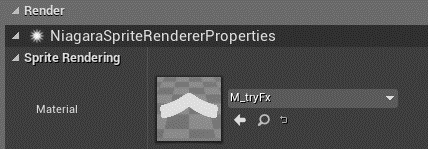 Render
NiagaraSpriteRendererProperties
Sprite Rendering
Material
M_tryFx